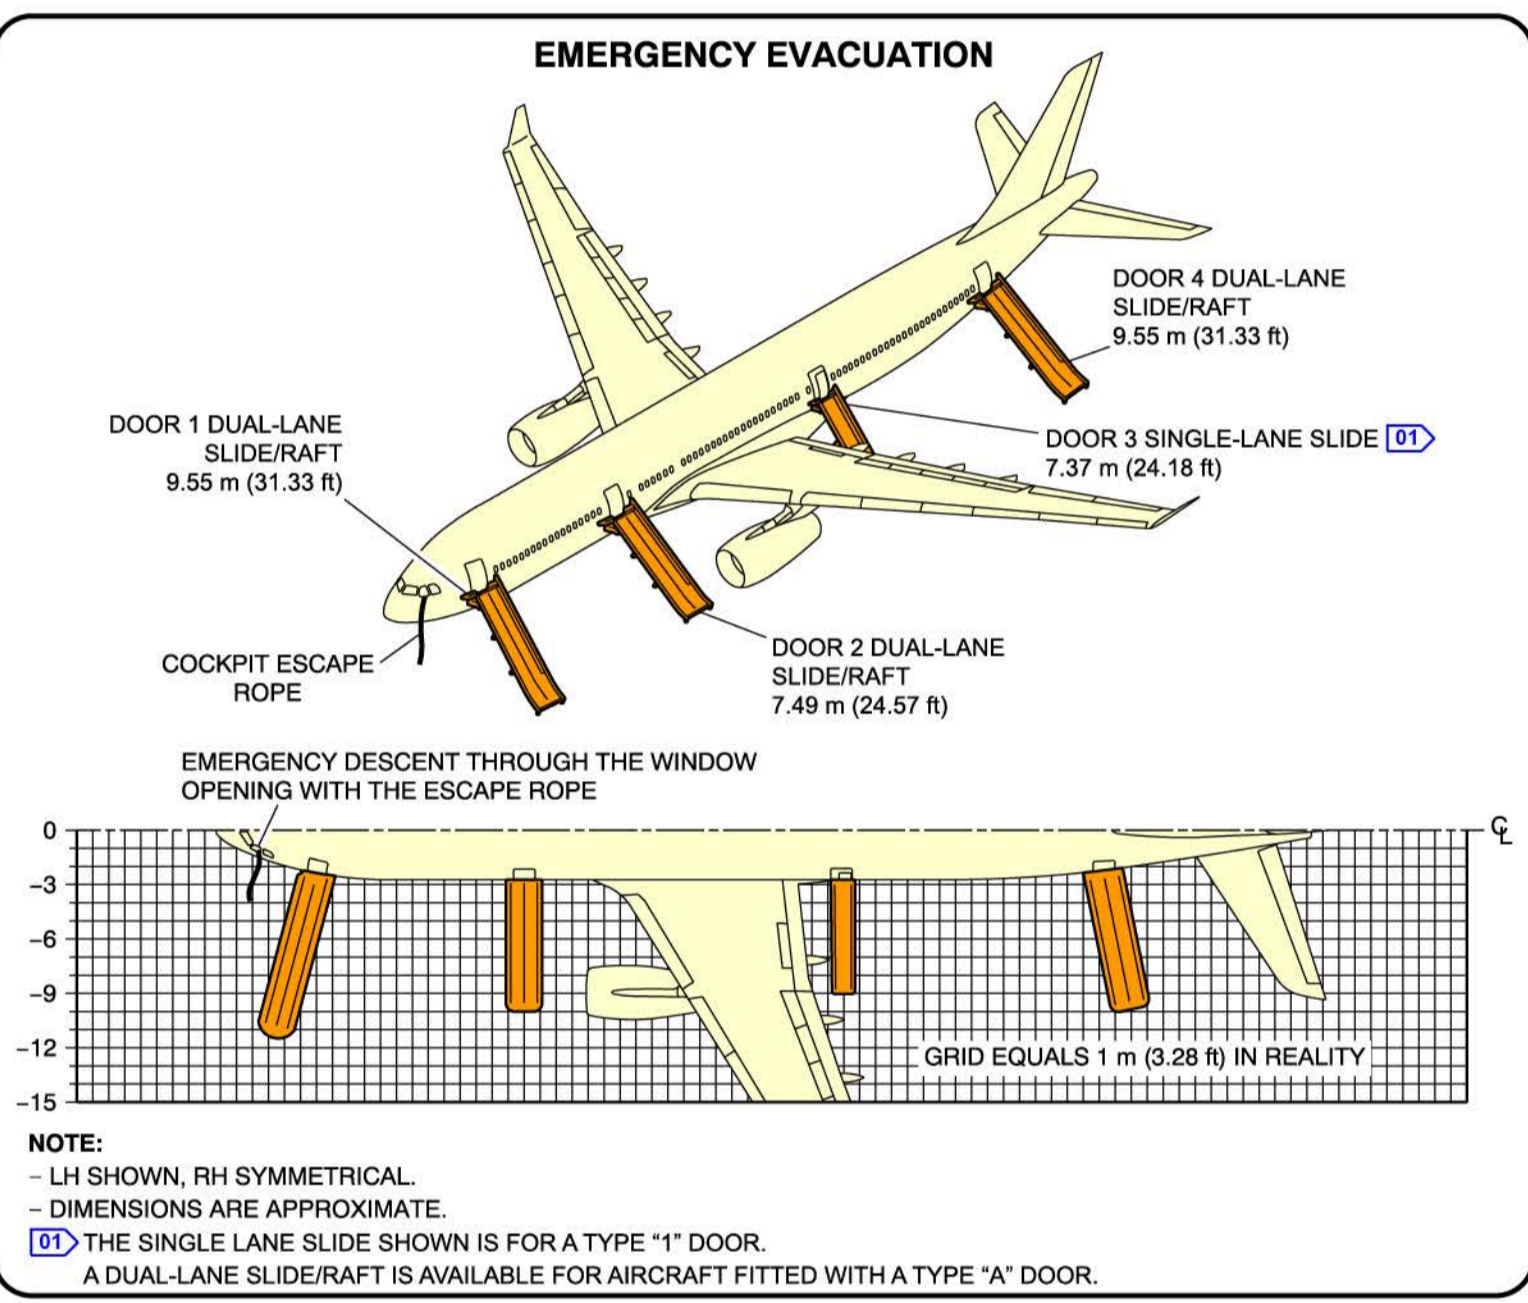 EMERGENCY EVACUATION
DOOR 4 DUAL-LANE
SLIDE/RAFT
9.55 m (31.33 ft)
DOOR 1 DUAL-LANE
SLIDE/RAFT
9.55 m (31.33 ft)
DOOR 3 SINGLE-LANE SLIDE 01
7.37 m (24.18 ft)
COCKPIT ESCAPE
ROPE
DOOR 2 DUAL-LANE
SLIDE/RAFT
7.49 m (24.57 ft)
EMERGENCY DESCENT THROUGH THE WINDOW
OPENING WITH THE ESCAPE ROPE
0
CL
–3
–6
–9
–12
–15
GRID EQUALS 1 m (3.28 ft) IN REALITY
NOTE:
– LH SHOWN, RH SYMMETRICAL.
– DIMENSIONS ARE APPROXIMATE.
01 THE SINGLE LANE SLIDE SHOWN IS FOR A TYPE “1” DOOR.
A DUAL-LANE SLIDE/RAFT IS AVAILABLE FOR AIRCRAFT FITTED WITH A TYPE “A” DOOR.